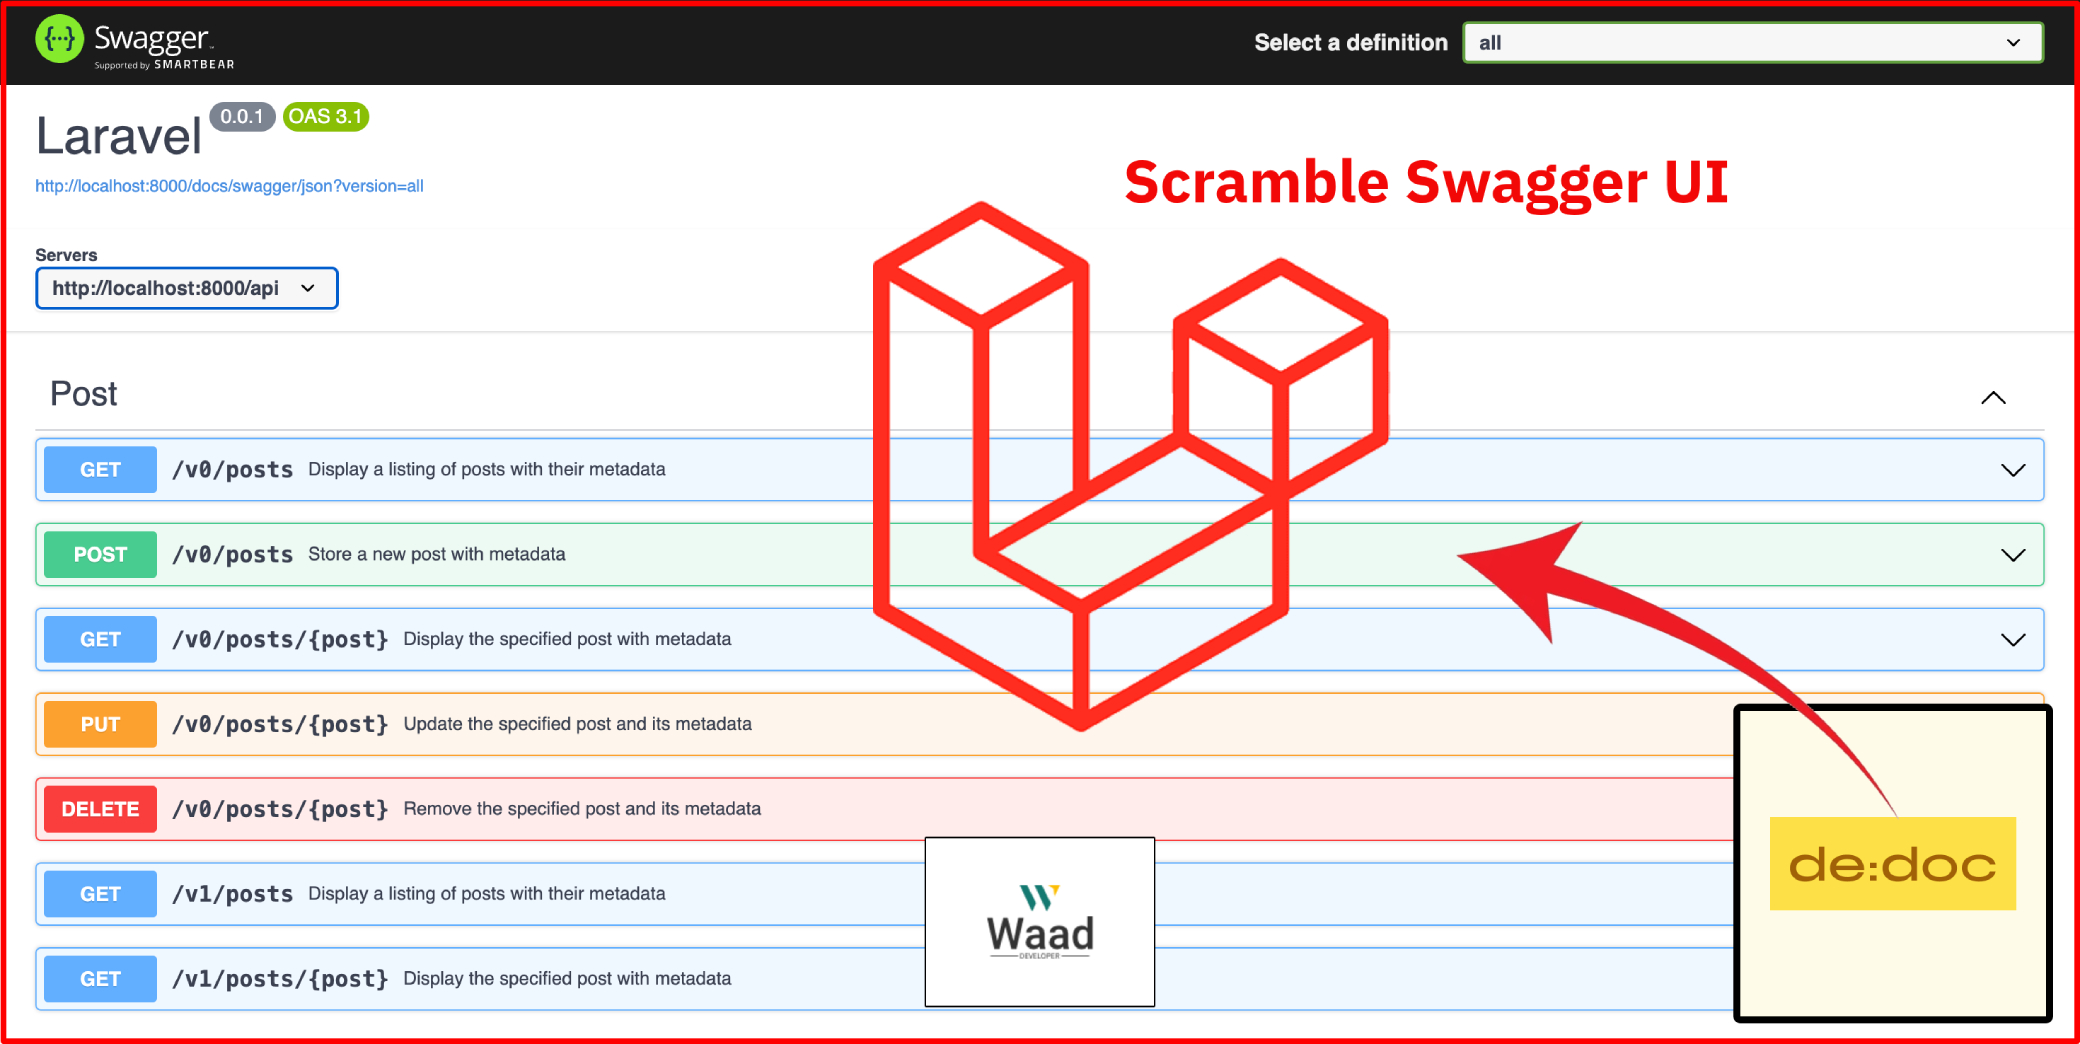 {···} Swagger™
Supported by SMARTBEAR
Select a definition all
Laravel 0.0.1 OAS 3.1
http://localhost:8000/docs/swagger/json?version=all
Scramble Swagger UI
Servers
http://localhost:8000/api
Post
GET /v0/posts Display a listing of posts with their metadata
POST /v0/posts Store a new post with metadata
GET /v0/posts/{post} Display the specified post with metadata
PUT /v0/posts/{post} Update the specified post and its metadata
DELETE /v0/posts/{post} Remove the specified post and its metadata
GET /v1/posts Display a listing of posts with their metadata
GET /v1/posts/{post} Display the specified post with metadata
Waad
DEVELOPER
de:doc